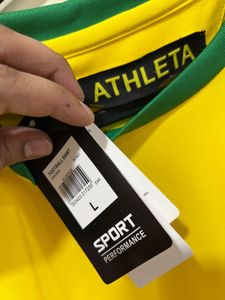 ATHLETA
FOOTBALL SHIRT
L
SPORT
PERFORMANCE